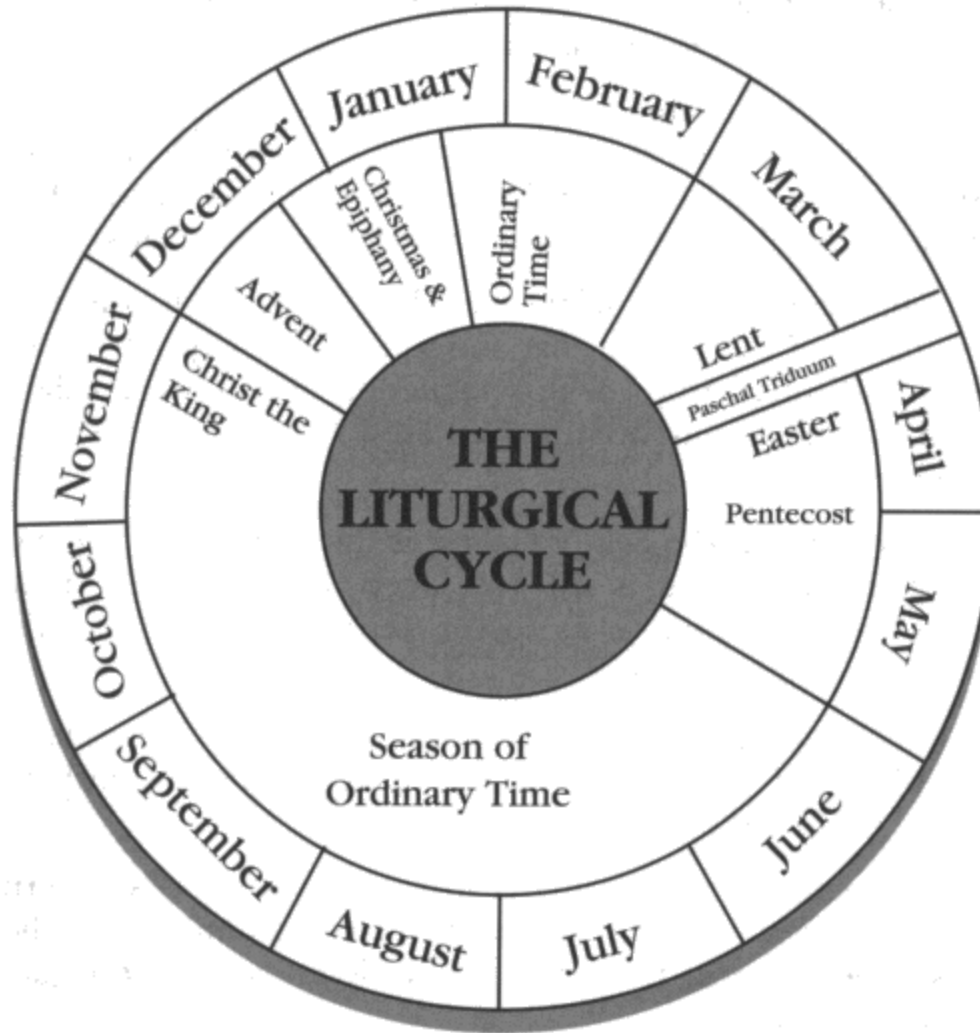 January
February
March
April
May
June
July
August
September
October
November
December
Christmas &
Epiphany
Ordinary
Time
Lent
Paschal Triduum
Easter
Pentecost
Season of
Ordinary Time
Christ the
King
Advent
THE
LITURGICAL
CYCLE